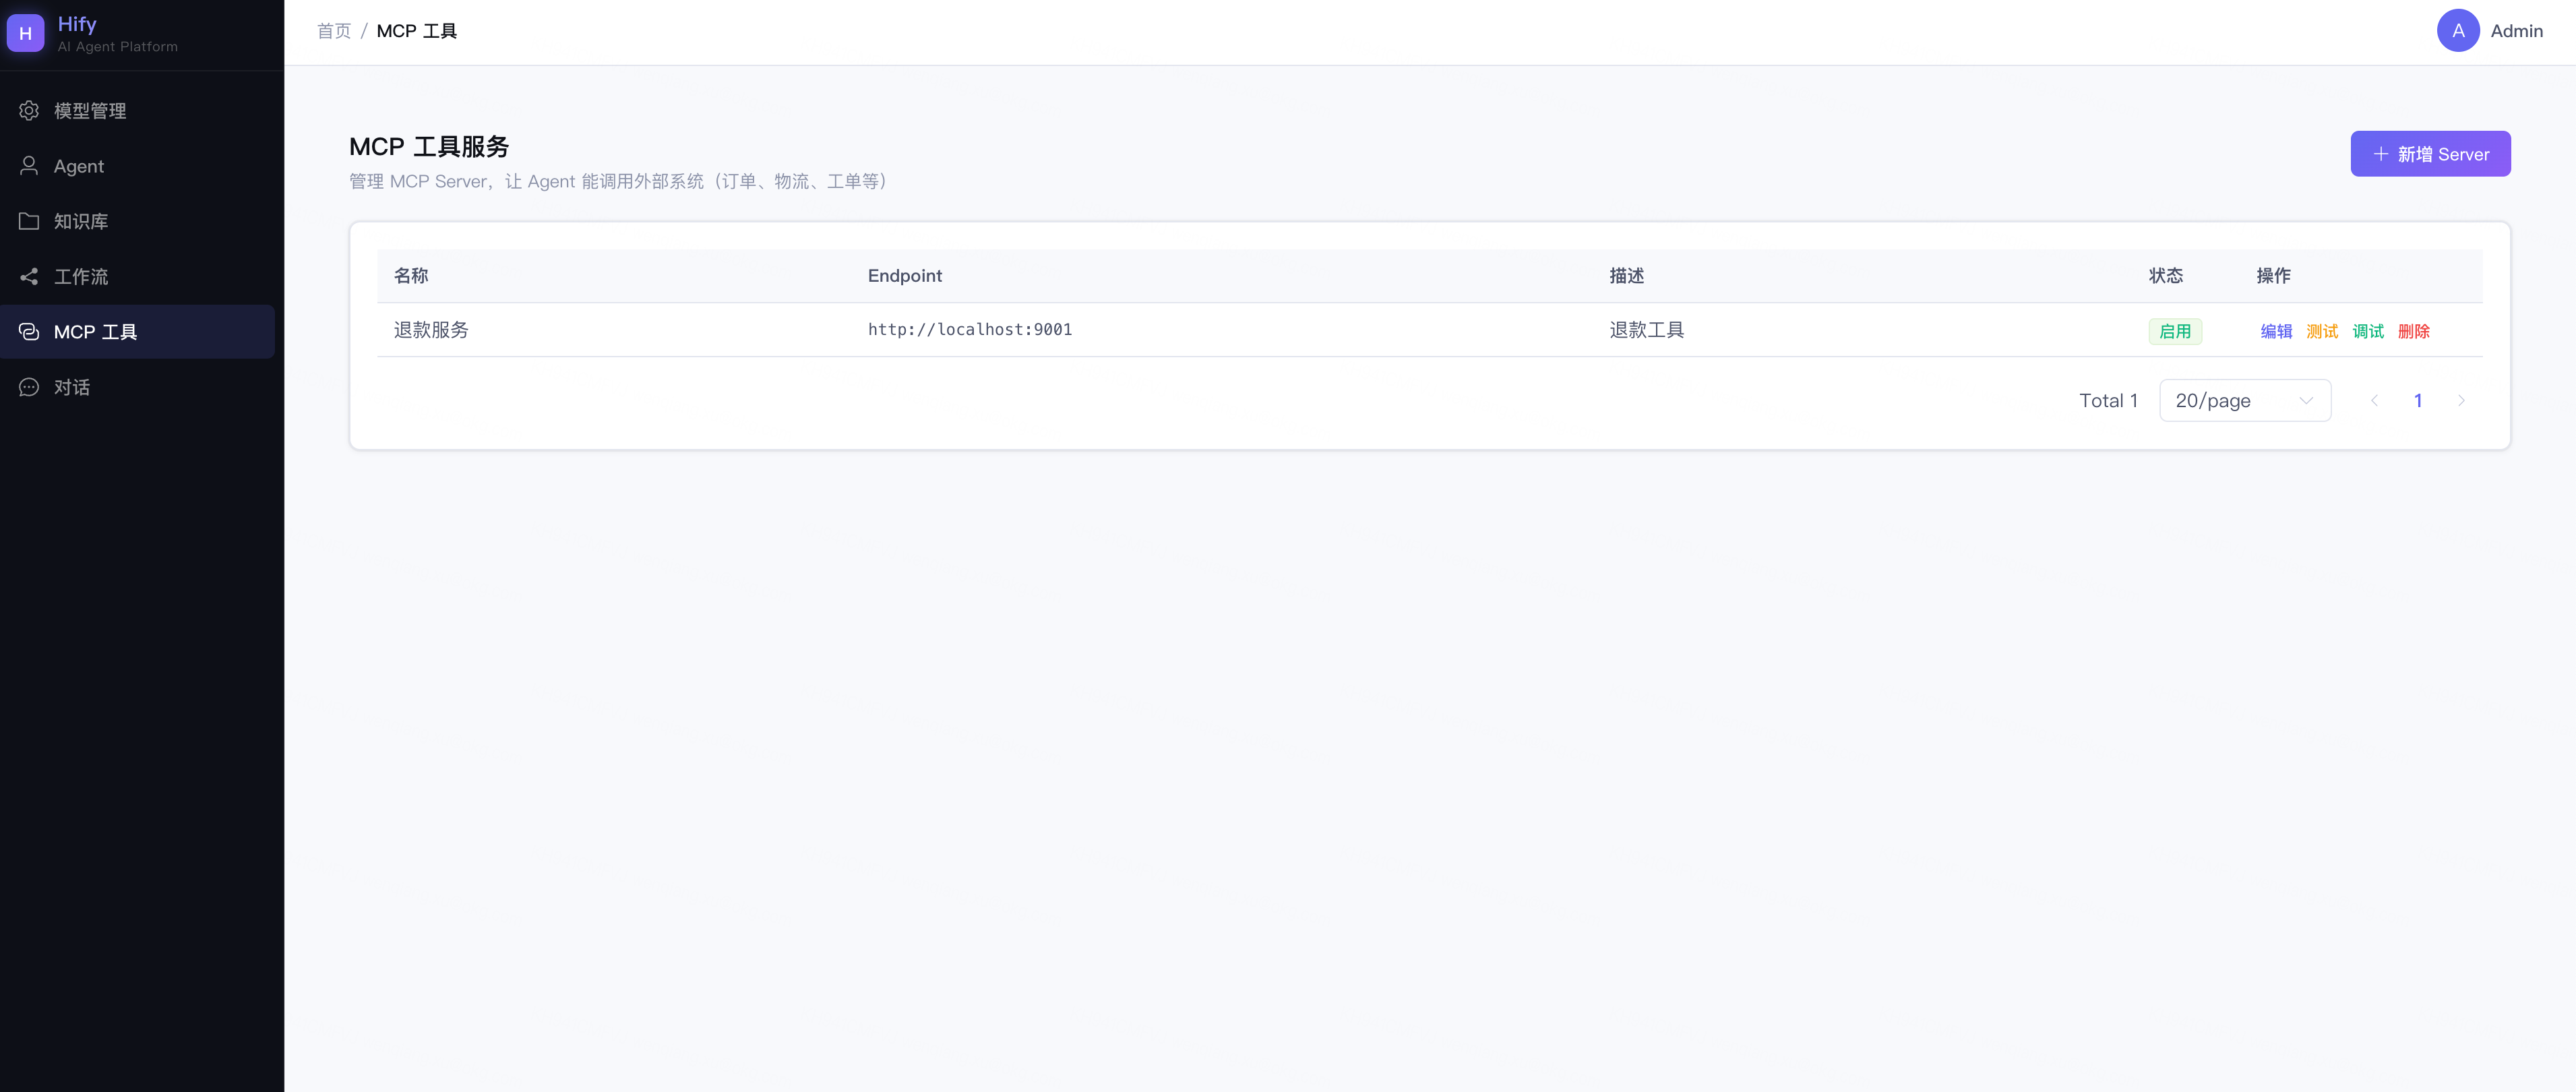 H
Hify
AI Agent Platform
模型管理
Agent
知识库
工作流
MCP 工具
对话
首页 / MCP 工具
A Admin
MCP 工具服务
管理 MCP Server，让 Agent 能调用外部系统（订单、物流、工单等）
新增 Server
名称 Endpoint 描述 状态 操作
退款服务 http://localhost:9001 退款工具 启用 编辑 测试 调试 删除
Total 1 20/page 1